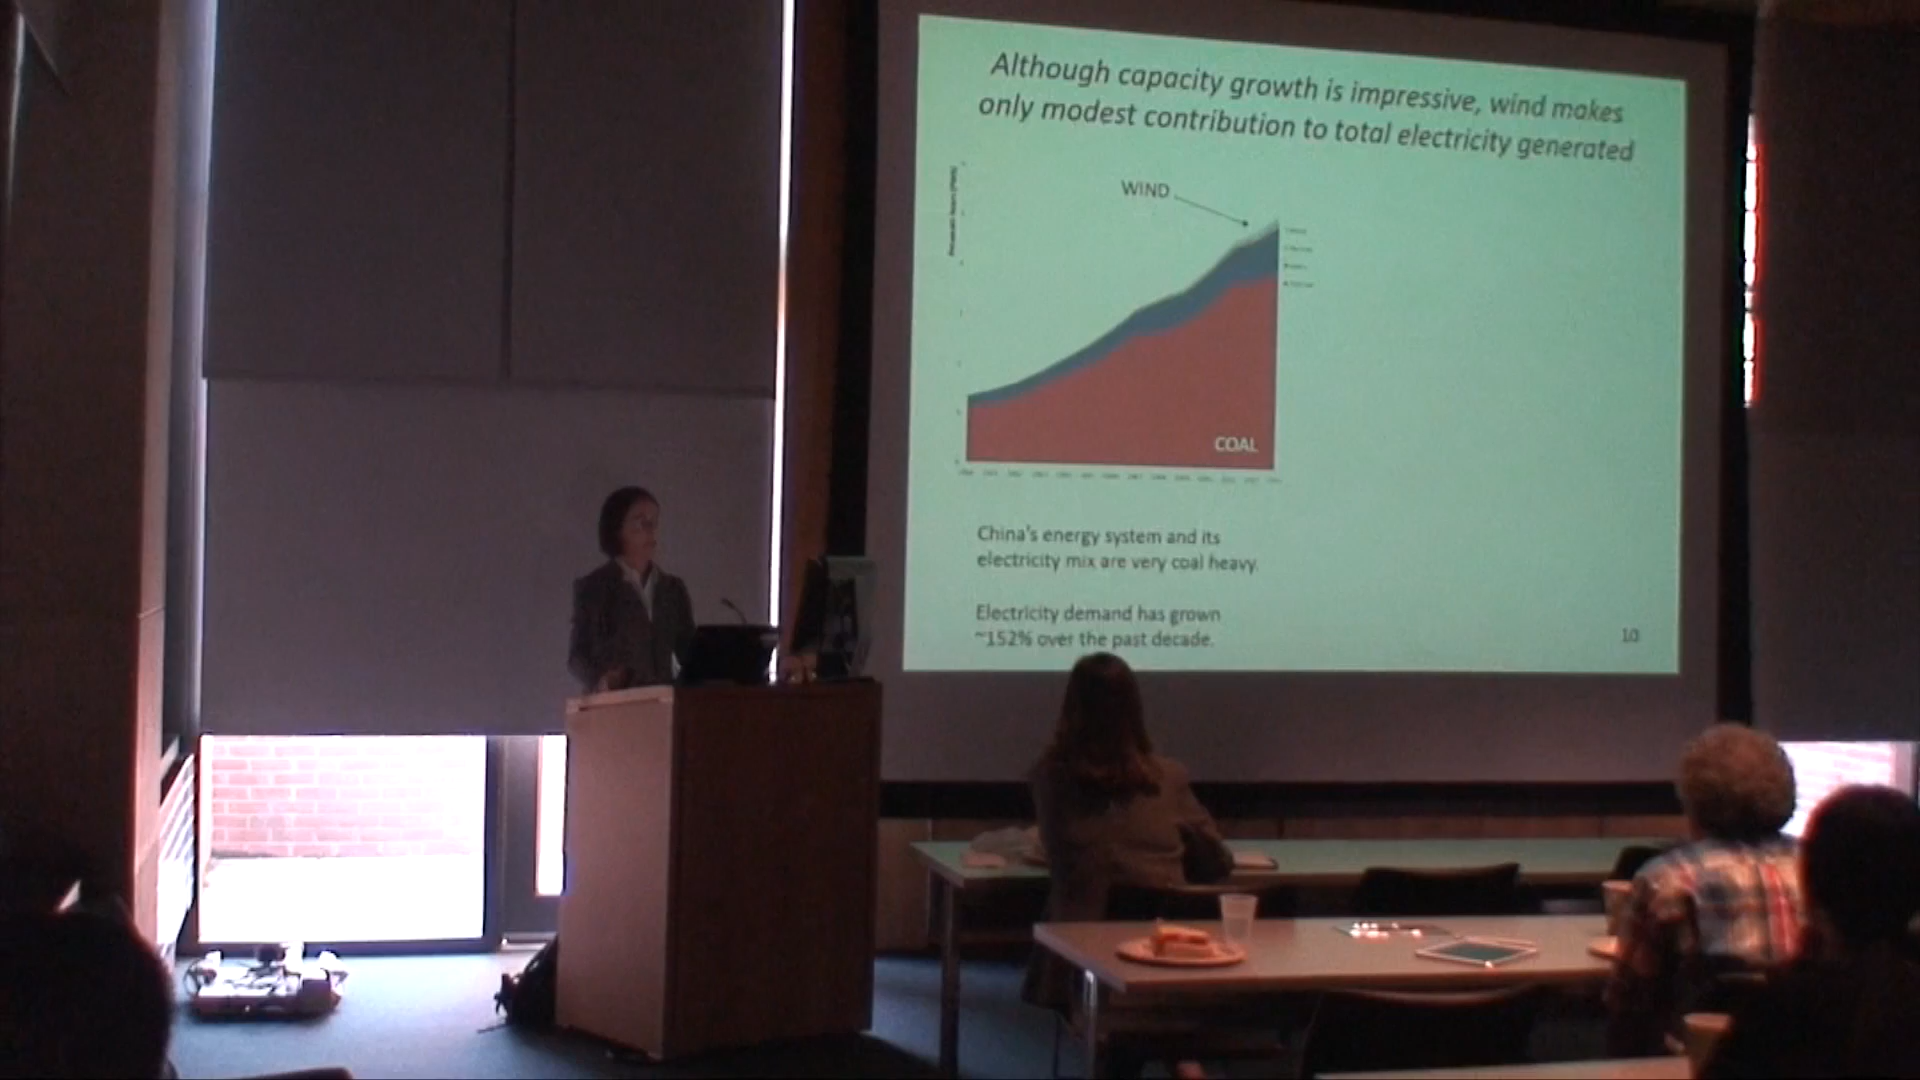 Although capacity growth is impressive, wind makes
only modest contribution to total electricity generated
WIND
COAL
China's energy system and its
electricity mix are very coal heavy.
Electricity demand has grown
~152% over the past decade.
10